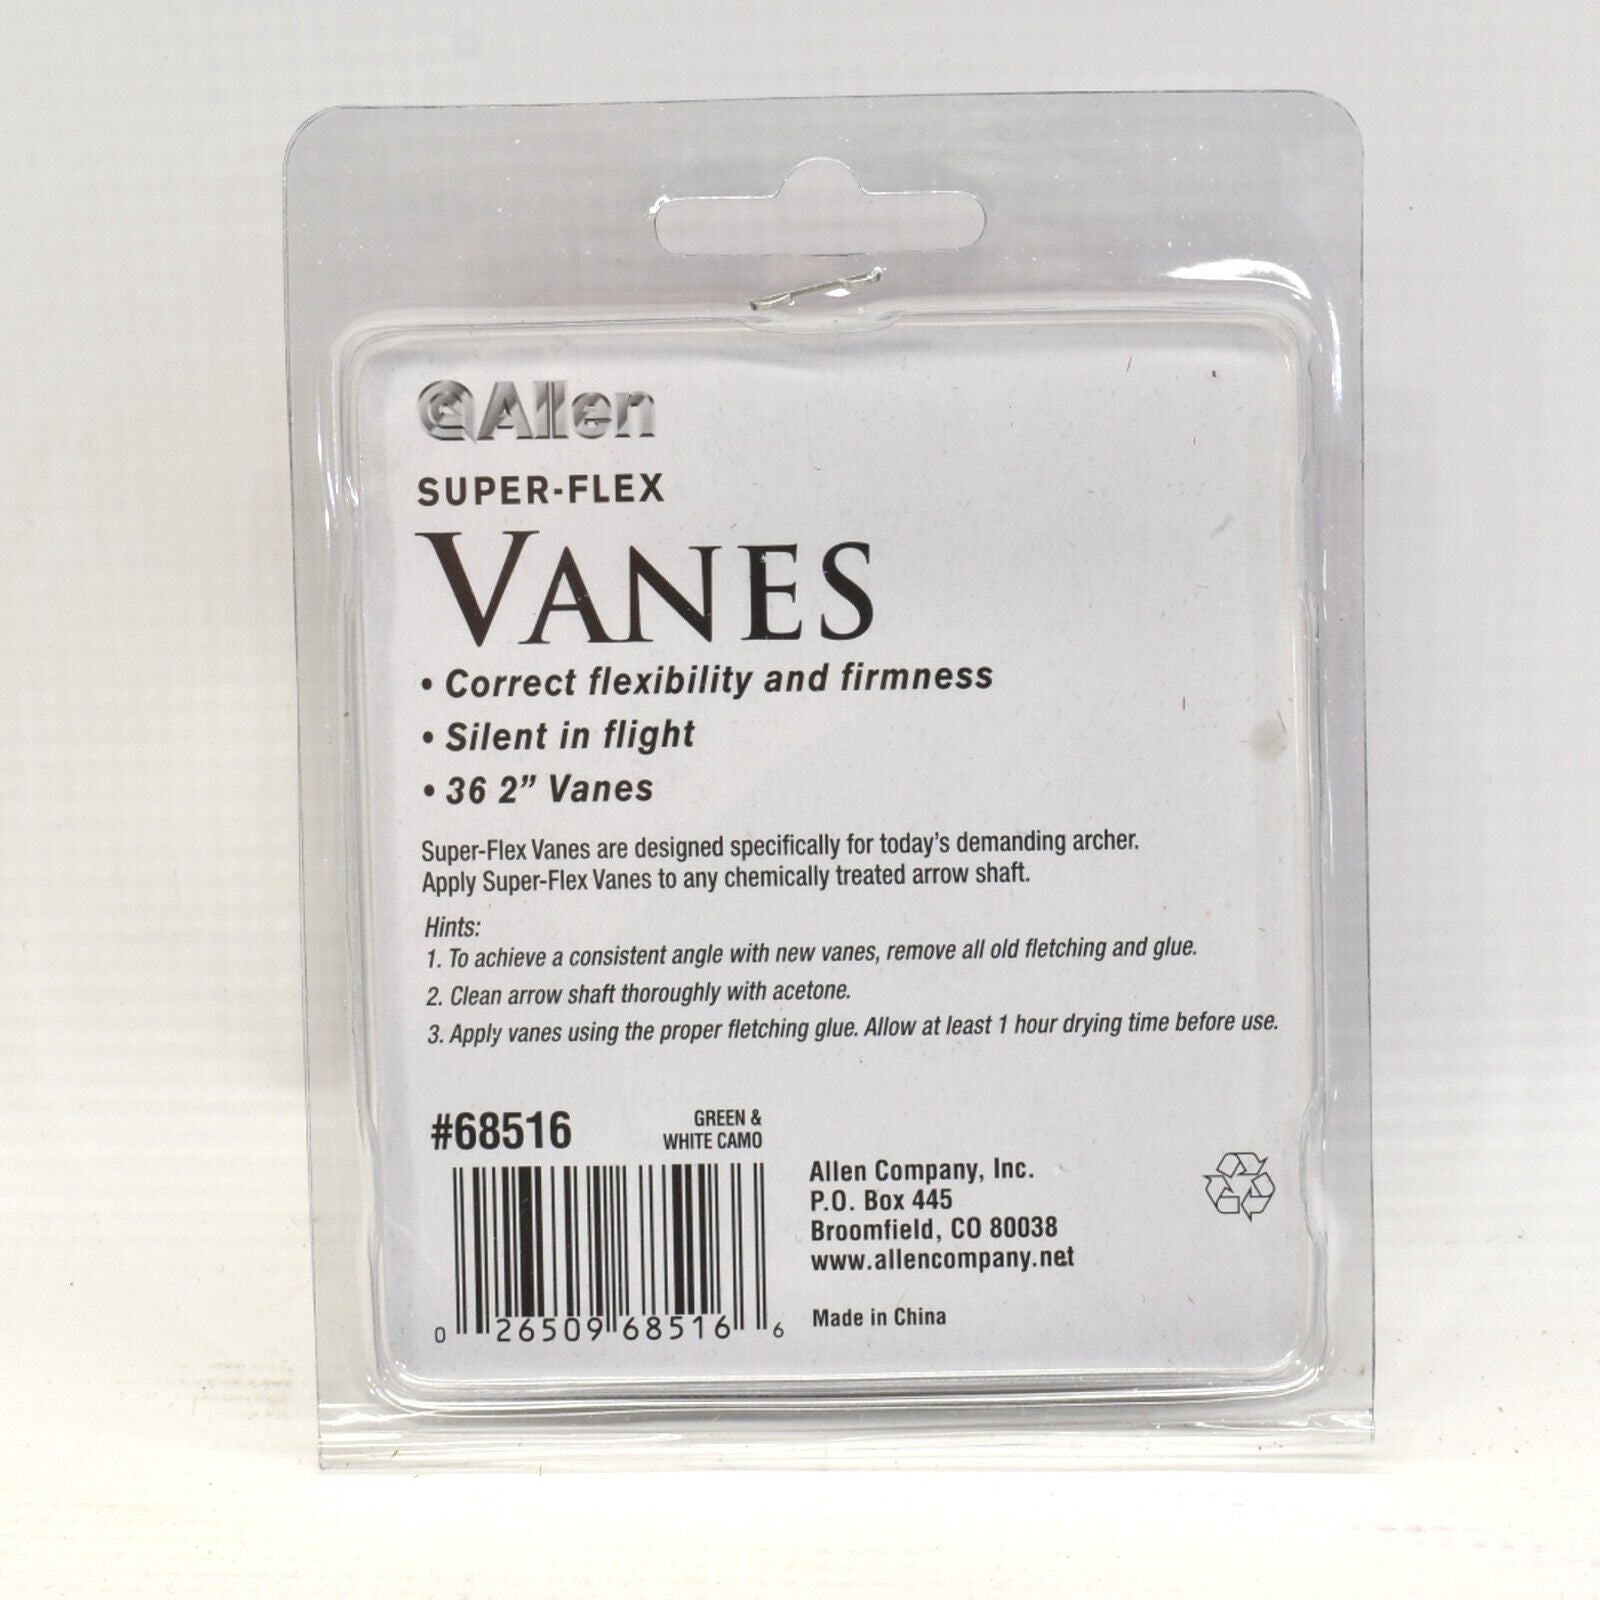 Allen
SUPER-FLEX
VANES
• Correct flexibility and firmness
• Silent in flight
• 36 2” Vanes
Super-Flex Vanes are designed specifically for today’s demanding archer.
Apply Super-Flex Vanes to any chemically treated arrow shaft.
Hints:
1. To achieve a consistent angle with new vanes, remove all old fletching and glue.
2. Clean arrow shaft thoroughly with acetone.
3. Apply vanes using the proper fletching glue. Allow at least 1 hour drying time before use.
#68516
GREEN &
WHITE CAMO
0 26509 68516 6
Allen Company, Inc.
P.O. Box 445
Broomfield, CO 80038
www.allencompany.net
Made in China